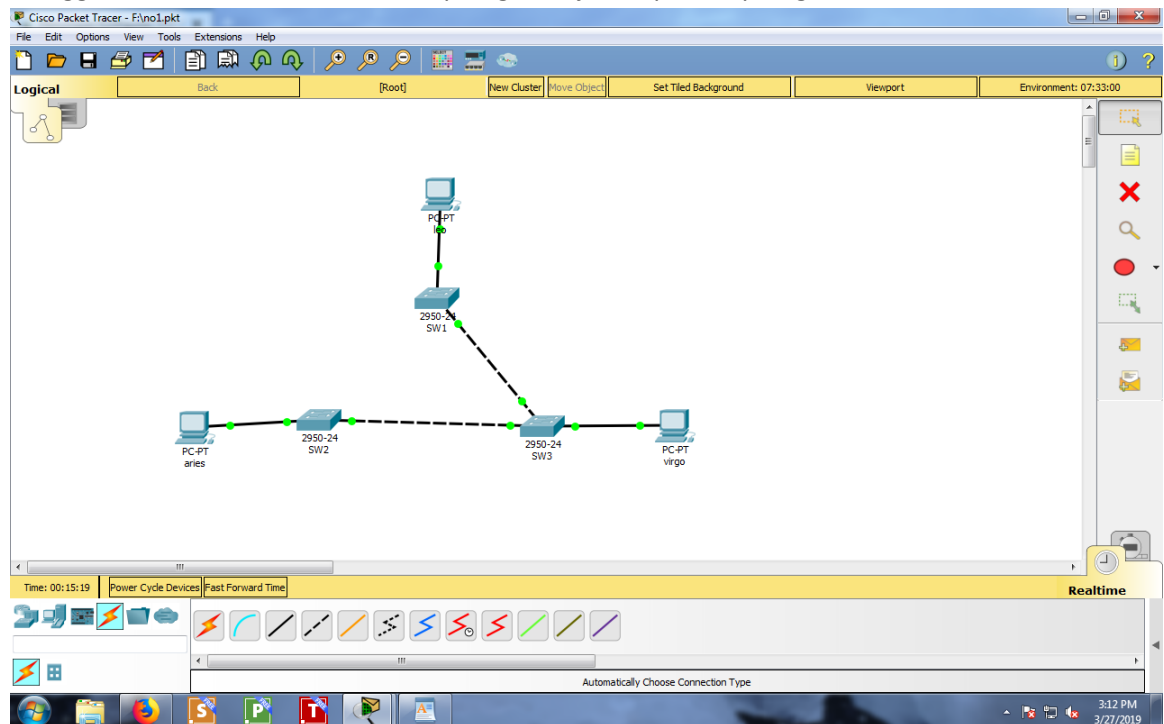 Cisco Packet Tracer - F:\no1.pkt
File Edit Options View Tools Extensions Help
Logical Back [Root] New Cluster Move Object Set Tiled Background Viewport Environment: 07:33:00
PC-PT
leo
2950-24
SW1
PC-PT
aries
2950-24
SW2
2950-24
SW3
PC-PT
virgo
Time: 00:15:19 Power Cycle Devices Fast Forward Time Realtime
Automatically Choose Connection Type
3:12 PM
3/27/2019